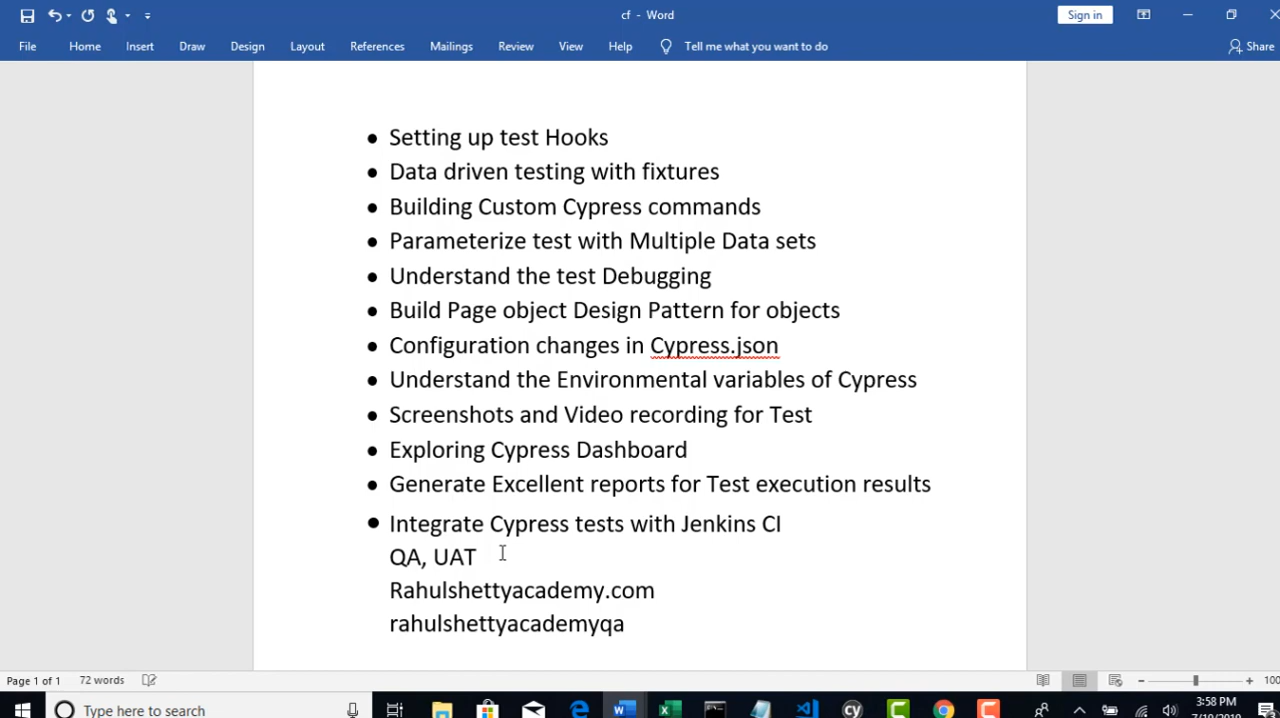 cf - Word
Sign in
File Home Insert Draw Design Layout References Mailings Review View Help Tell me what you want to do Share
• Setting up test Hooks
• Data driven testing with fixtures
• Building Custom Cypress commands
• Parameterize test with Multiple Data sets
• Understand the test Debugging
• Build Page object Design Pattern for objects
• Configuration changes in Cypress.json
• Understand the Environmental variables of Cypress
• Screenshots and Video recording for Test
• Exploring Cypress Dashboard
• Generate Excellent reports for Test execution results
• Integrate Cypress tests with Jenkins CI
QA, UAT
Rahulshettyacademy.com
rahulshettyacademyqa
Page 1 of 1 72 words 100
Type here to search
3:58 PM